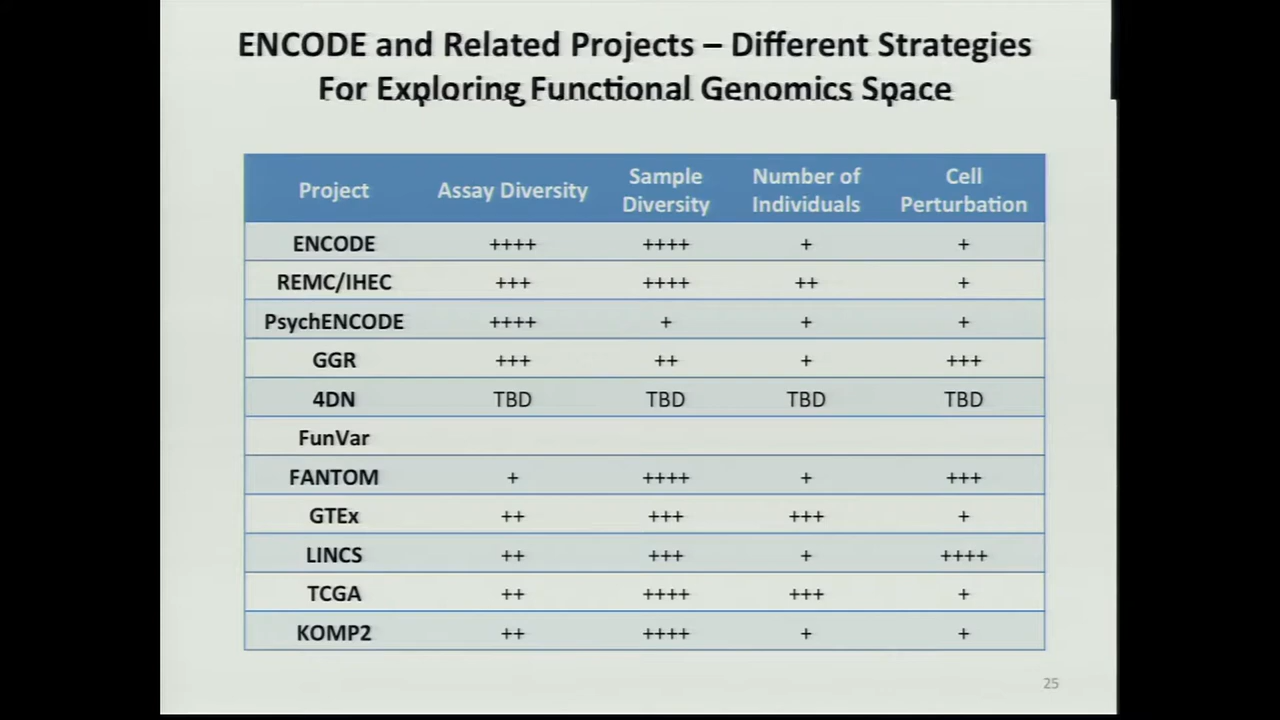 ENCODE and Related Projects – Different Strategies
For Exploring Functional Genomics Space
Project Assay Diversity Sample Diversity Number of Individuals Cell Perturbation
ENCODE ++++ ++++ + +
REMC/IHEC +++ ++++ ++ +
PsychENCODE ++++ + + +
GGR +++ ++ + +++
4DN TBD TBD TBD TBD
FunVar
FANTOM + ++++ + +++
GTEx ++ +++ +++ +
LINCS ++ +++ + ++++
TCGA ++ ++++ +++ +
KOMP2 ++ ++++ + +
25